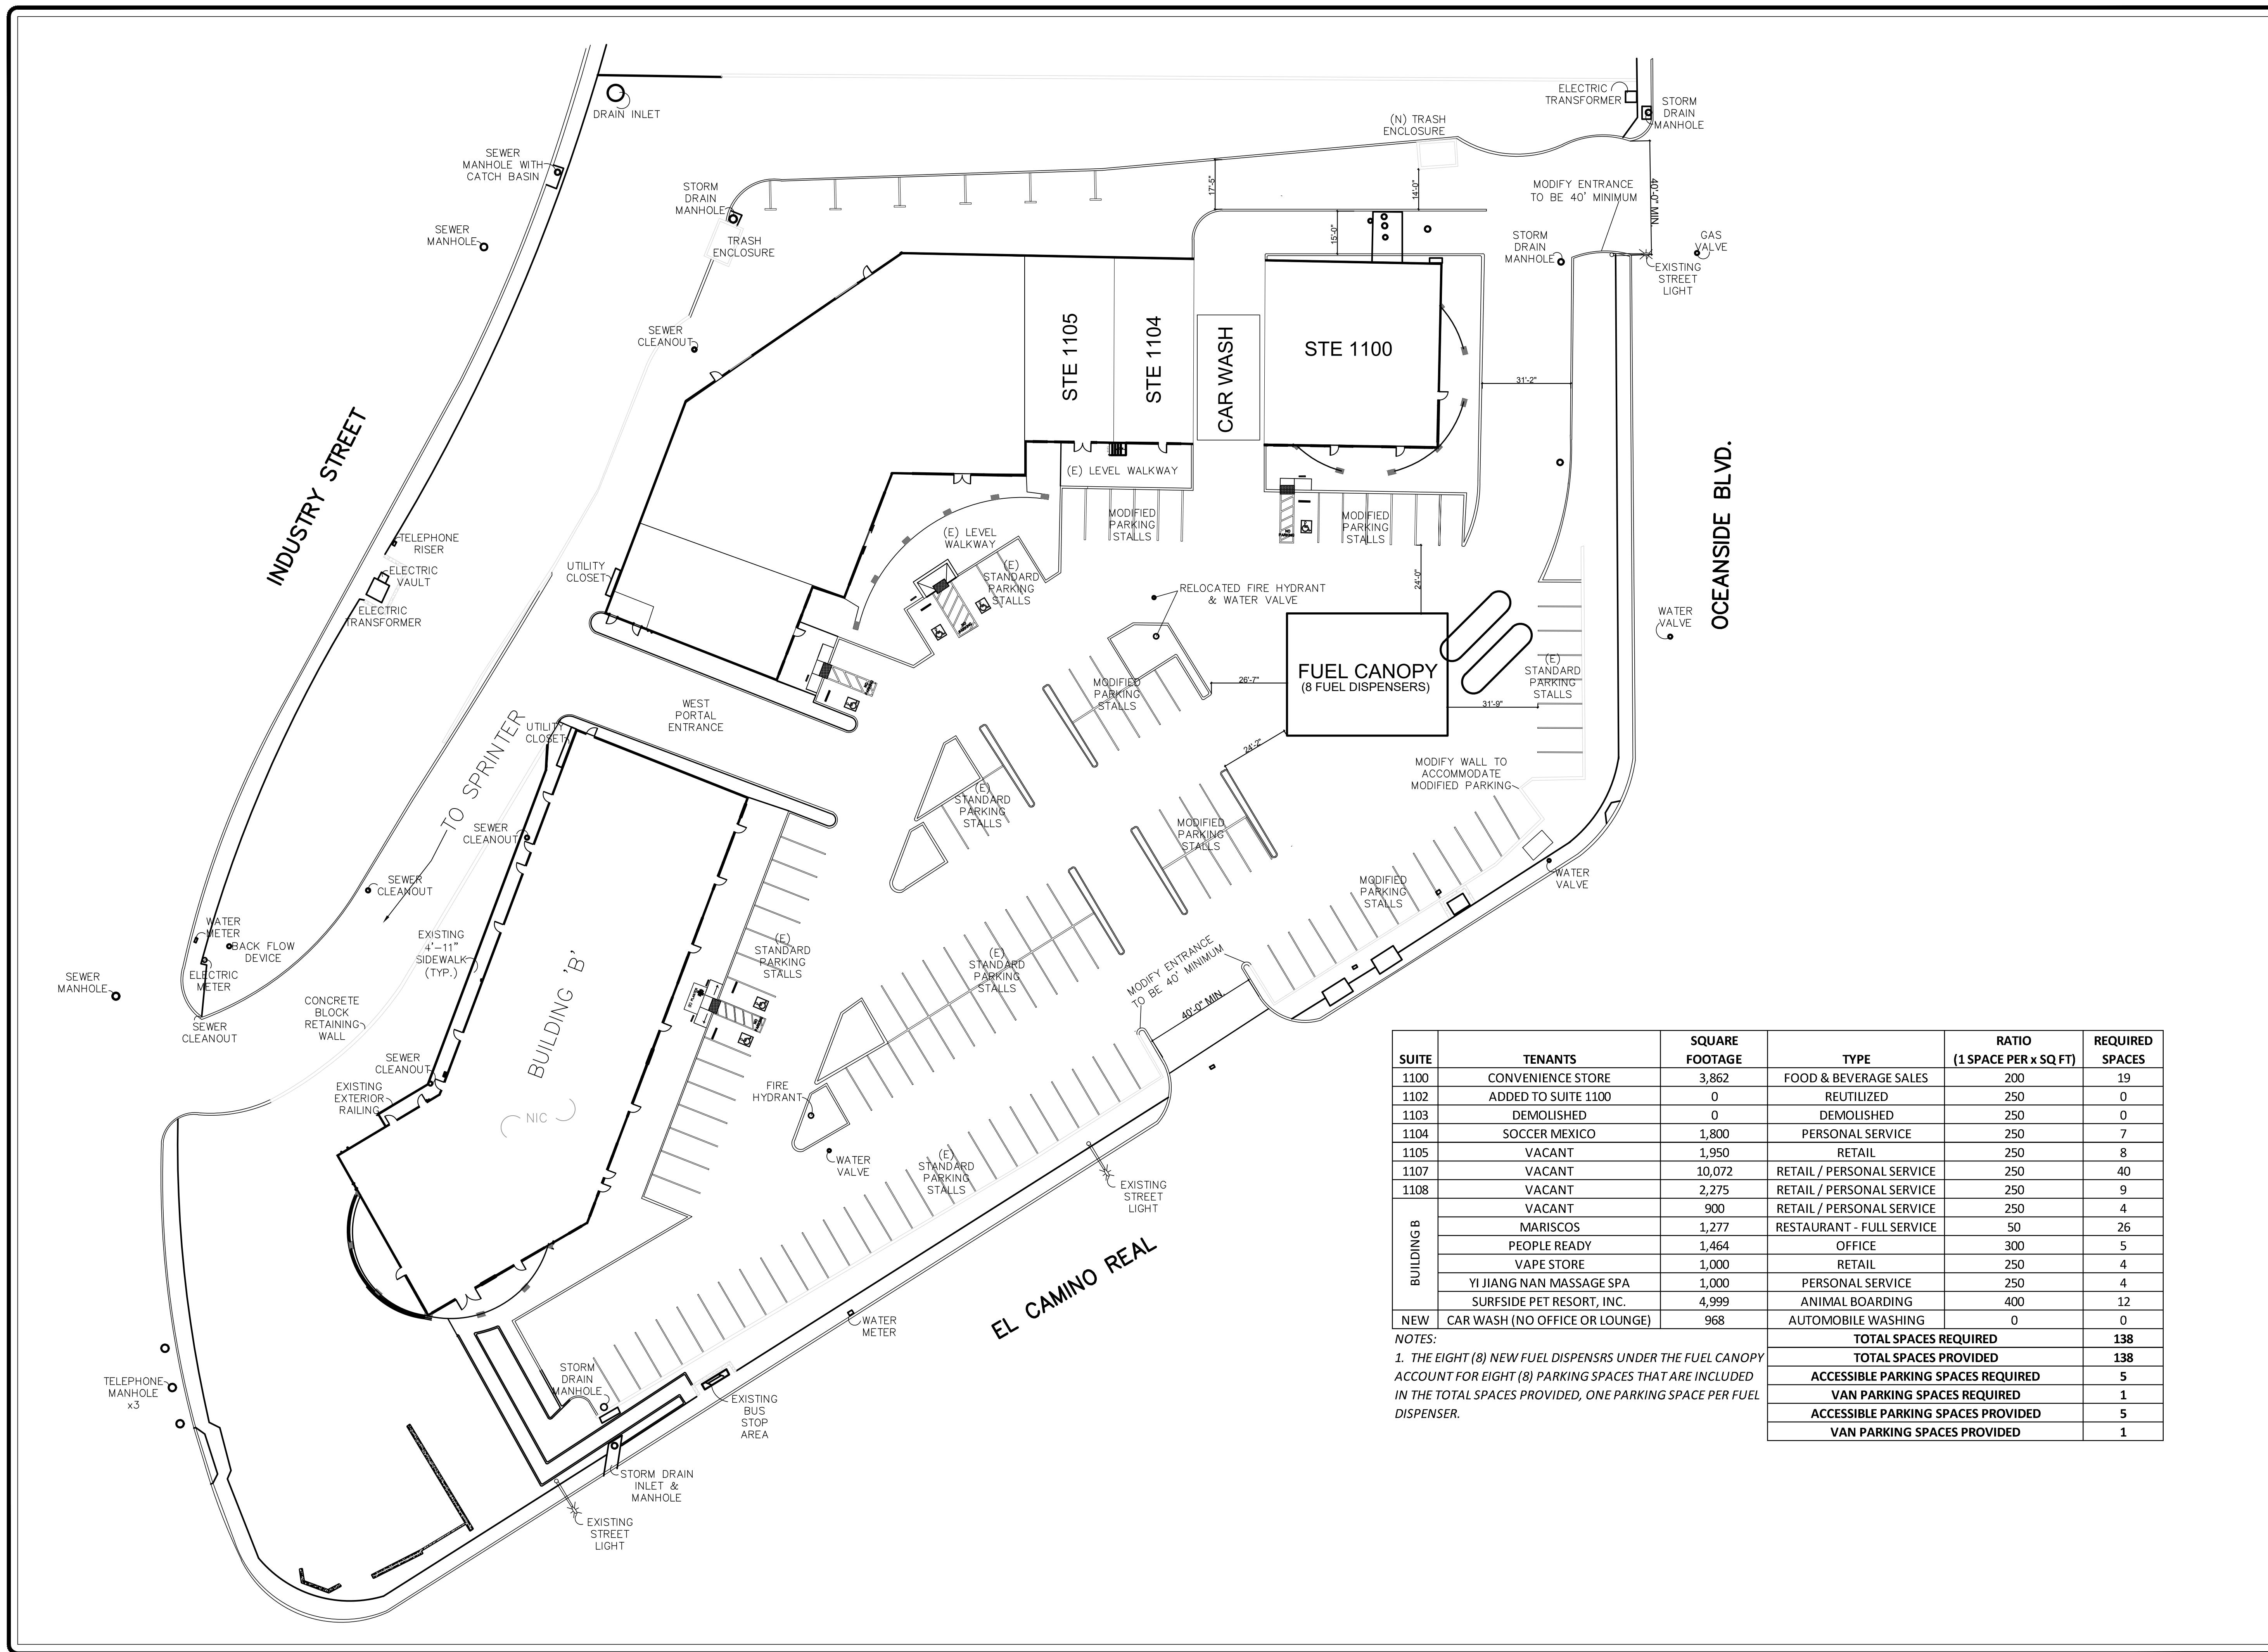 DRAIN INLET
SEWER
MANHOLE WITH
CATCH BASIN
SEWER
MANHOLE
STORM
DRAIN
MANHOLE
TRASH
ENCLOSURE
SEWER
CLEANOUT
(N) TRASH
ENCLOSURE
ELECTRIC
TRANSFORMER
STORM
DRAIN
MANHOLE
MODIFY ENTRANCE
TO BE 40' MINIMUM
40'-0" MIN
17'-5"
14'-0"
15'-0"
STORM
DRAIN
MANHOLE
GAS
VALVE
EXISTING
STREET
LIGHT
STE 1105
STE 1104
CAR WASH
STE 1100
31'-2"
INDUSTRY STREET
OCEANSIDE BLVD.
(E) LEVEL WALKWAY
MODIFIED
PARKING
STALLS
MODIFIED
PARKING
STALLS
NO
PARKING
(E) LEVEL
WALKWAY
(E)
STANDARD
PARKING
STALLS
TELEPHONE
RISER
ELECTRIC
VAULT
ELECTRIC
TRANSFORMER
UTILITY
CLOSET
RELOCATED FIRE HYDRANT
& WATER VALVE
24'-0"
WATER
VALVE
FUEL CANOPY
(8 FUEL DISPENSERS)
(E)
STANDARD
PARKING
STALLS
26'-7"
31'-9"
24'-2"
MODIFIED
PARKING
STALLS
WEST
PORTAL
ENTRANCE
UTILITY
CLOSET
TO SPRINTER
MODIFY WALL TO
ACCOMMODATE
MODIFIED PARKING
(E)
STANDARD
PARKING
STALLS
MODIFIED
PARKING
STALLS
SEWER
CLEANOUT
SEWER
CLEANOUT
MODIFIED
PARKING
STALLS
WATER
VALVE
WATER
METER
BACK FLOW
DEVICE
ELECTRIC
METER
EXISTING
4'-11"
SIDEWALK
(TYP.)
(E)
STANDARD
PARKING
STALLS
(E)
STANDARD
PARKING
STALLS
MODIFY ENTRANCE
TO BE 40' MINIMUM
40'-0" MIN
SEWER
MANHOLE
SEWER
CLEANOUT
CONCRETE
BLOCK
RETAINING
WALL
BUILDING 'B'
NIC
SEWER
CLEANOUT
EXISTING
EXTERIOR
RAILING
FIRE
HYDRANT
WATER
VALVE
(E)
STANDARD
PARKING
STALLS
EXISTING
STREET
LIGHT
EL CAMINO REAL
WATER
METER
STORM
DRAIN
MANHOLE
EXISTING
BUS
STOP
AREA
TELEPHONE
MANHOLE
x3
STORM DRAIN
INLET &
MANHOLE
EXISTING
STREET
LIGHT
SUITE TENANTS SQUARE FOOTAGE TYPE RATIO (1 SPACE PER x SQ FT) REQUIRED SPACES
1100 CONVENIENCE STORE 3,862 FOOD & BEVERAGE SALES 200 19
1102 ADDED TO SUITE 1100 0 REUTILIZED 250 0
1103 DEMOLISHED 0 DEMOLISHED 250 0
1104 SOCCER MEXICO 1,800 PERSONAL SERVICE 250 7
1105 VACANT 1,950 RETAIL 250 8
1107 VACANT 10,072 RETAIL / PERSONAL SERVICE 250 40
1108 VACANT 2,275 RETAIL / PERSONAL SERVICE 250 9
BUILDING B
VACANT 900 RETAIL / PERSONAL SERVICE 250 4
MARISCOS 1,277 RESTAURANT - FULL SERVICE 50 26
PEOPLE READY 1,464 OFFICE 300 5
VAPE STORE 1,000 RETAIL 250 4
YI JIANG NAN MASSAGE SPA 1,000 PERSONAL SERVICE 250 4
SURFSIDE PET RESORT, INC. 4,999 ANIMAL BOARDING 400 12
NEW CAR WASH (NO OFFICE OR LOUNGE) 968 AUTOMOBILE WASHING 0 0
NOTES:
1. THE EIGHT (8) NEW FUEL DISPENSRS UNDER THE FUEL CANOPY
ACCOUNT FOR EIGHT (8) PARKING SPACES THAT ARE INCLUDED
IN THE TOTAL SPACES PROVIDED, ONE PARKING SPACE PER FUEL
DISPENSER.
TOTAL SPACES REQUIRED 138
TOTAL SPACES PROVIDED 138
ACCESSIBLE PARKING SPACES REQUIRED 5
VAN PARKING SPACES REQUIRED 1
ACCESSIBLE PARKING SPACES PROVIDED 5
VAN PARKING SPACES PROVIDED 1